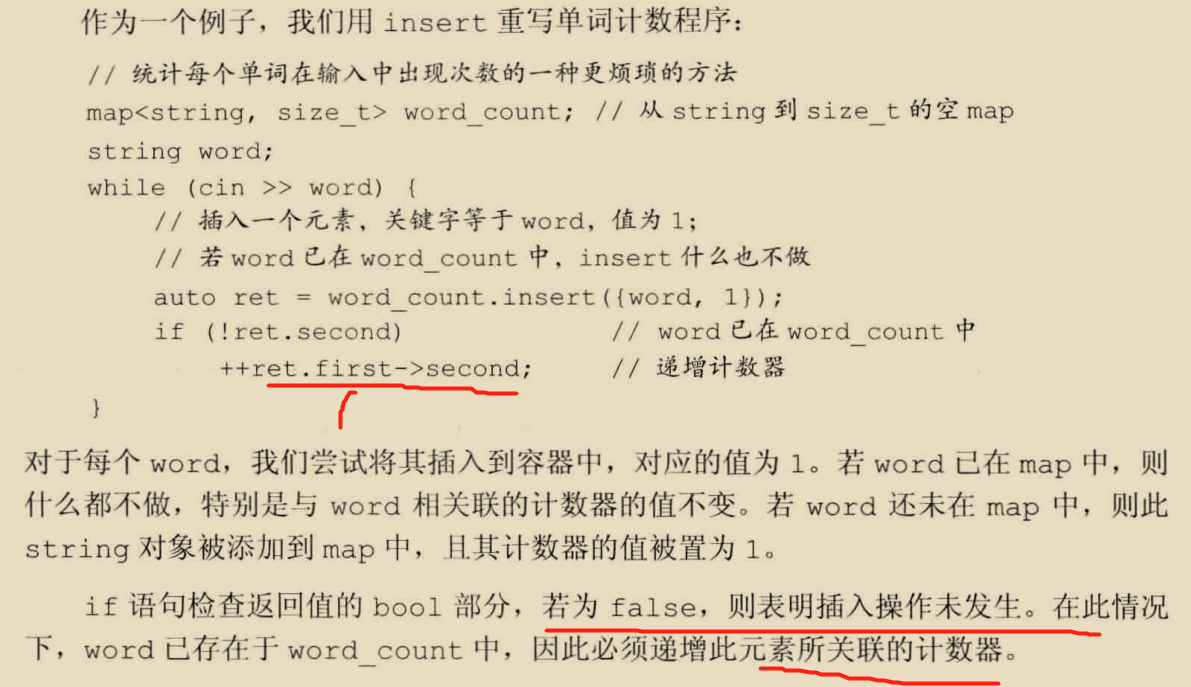 作为一个例子，我们用 insert 重写单词计数程序：
// 统计每个单词在输入中出现次数的一种更烦琐的方法
map<string, size_t> word_count; // 从 string 到 size_t 的空 map
string word;
while (cin >> word) {
// 插入一个元素，关键字等于 word，值为 1；
// 若 word 已在 word_count 中，insert 什么也不做
auto ret = word_count.insert({word, 1});
if (!ret.second) // word 已在 word_count 中
++ret.first->second; // 递增计数器
}
对于每个 word，我们尝试将其插入到容器中，对应的值为 1。若 word 已在 map 中，则
什么都不做，特别是与 word 相关联的计数器的值不变。若 word 还未在 map 中，则此
string 对象被添加到 map 中，且其计数器的值被置为 1。
if 语句检查返回值的 bool 部分，若为 false，则表明插入操作未发生。在此情况
下，word 已存在于 word_count 中，因此必须递增此元素所关联的计数器。